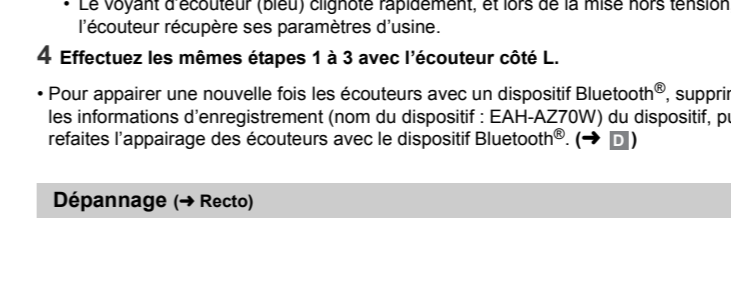 • Le voyant d'écouteur (bleu) clignote rapidement, et lors de la mise hors tension
l'écouteur récupère ses paramètres d'usine.
4 Effectuez les mêmes étapes 1 à 3 avec l'écouteur côté L.
• Pour appairer une nouvelle fois les écouteurs avec un dispositif Bluetooth®,
les informations d'enregistrement (nom du dispositif : EAH-AZ70W) du dispositif,
refaites l'appairage des écouteurs avec le dispositif Bluetooth®. (➜ D)
Dépannage (➜ Recto)